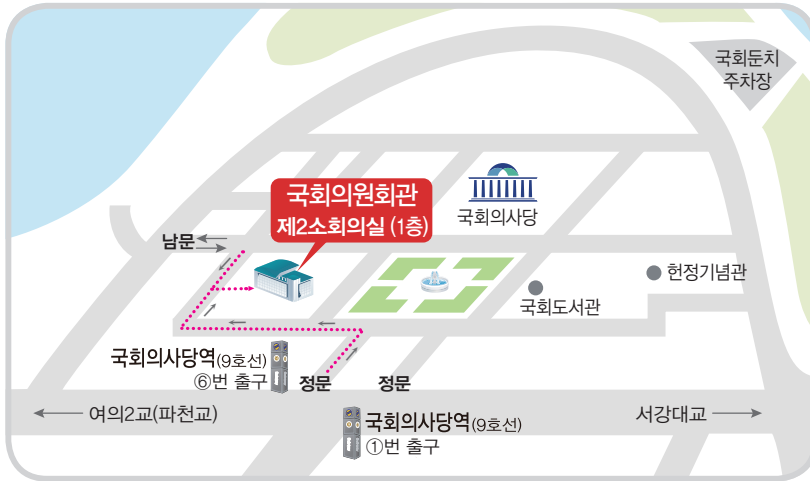 국회둔치
주차장
국회의원회관
제2소회의실 (1층)
국회의사당
남문
헌정기념관
국회도서관
국회의사당역(9호선)
⑥번 출구
정문
정문
여의2교(파천교)
국회의사당역(9호선)
①번 출구
서강대교